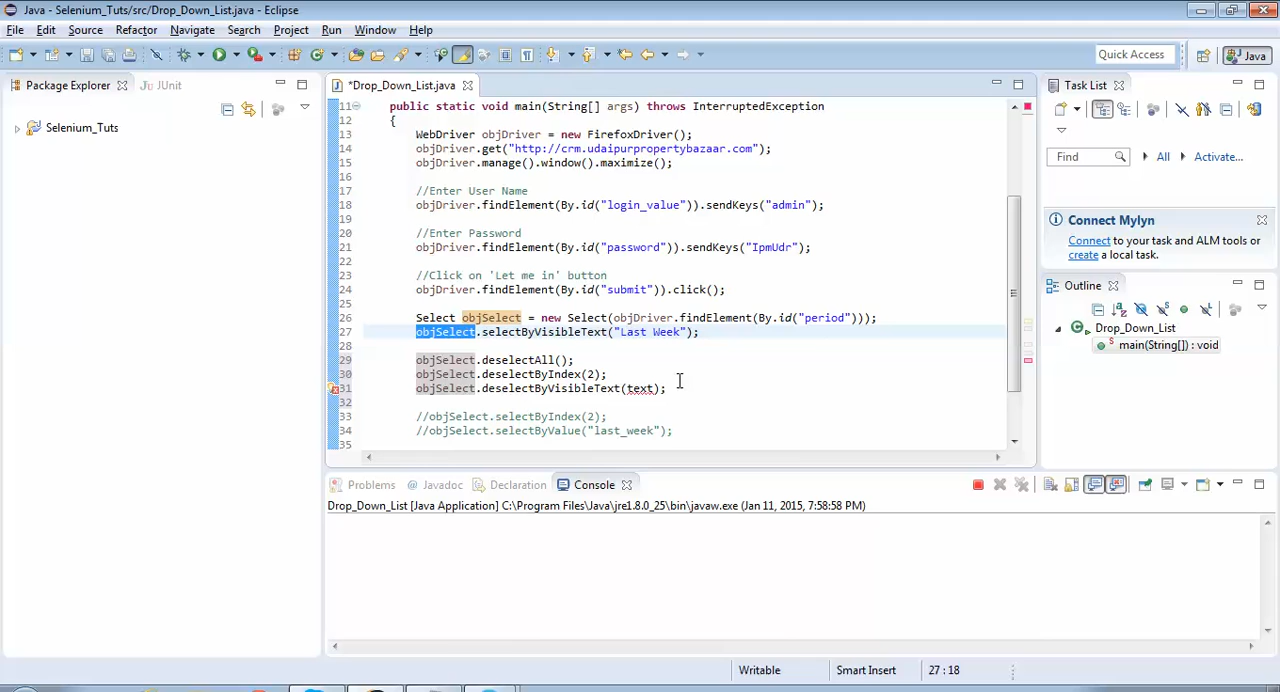 Java - Selenium_Tuts/src/Drop_Down_List.java - Eclipse
File Edit Source Refactor Navigate Search Project Run Window Help
Quick Access
Java
Package Explorer
JUnit
Selenium_Tuts
*Drop_Down_List.java
11 public static void main(String[] args) throws InterruptedException
12 {
13 WebDriver objDriver = new FirefoxDriver();
14 objDriver.get("http://crm.udaipurpropertybazaar.com");
15 objDriver.manage().window().maximize();
16
17 //Enter User Name
18 objDriver.findElement(By.id("login_value")).sendKeys("admin");
19
20 //Enter Password
21 objDriver.findElement(By.id("password")).sendKeys("IpmUdr");
22
23 //Click on 'Let me in' button
24 objDriver.findElement(By.id("submit")).click();
25
26 Select objSelect = new Select(objDriver.findElement(By.id("period")));
27 objSelect.selectByVisibleText("Last Week");
28
29 objSelect.deselectAll();
30 objSelect.deselectByIndex(2);
31 objSelect.deselectByVisibleText(text);
32
33 //objSelect.selectByIndex(2);
34 //objSelect.selectByValue("last_week");
35
Task List
Find
All
Activate...
Connect Mylyn
Connect to your task and ALM tools or
create a local task.
Outline
Drop_Down_List
main(String[]) : void
Problems @ Javadoc Declaration Console
Drop_Down_List [Java Application] C:\Program Files\Java\jre1.8.0_25\bin\javaw.exe (Jan 11, 2015, 7:58:58 PM)
Writable Smart Insert 27 : 18